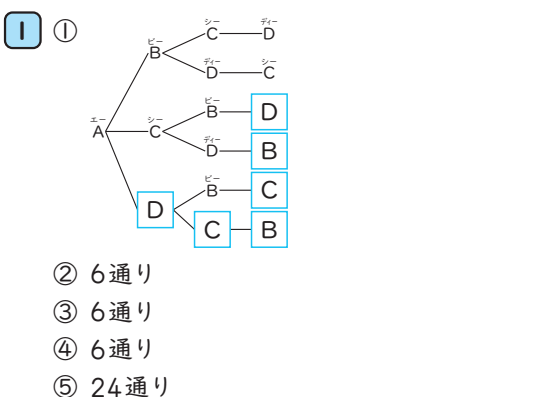 1 ①
シー ディー
C D
ビー
B
ディー シー
D C
ビー
B D
エー シー
A C
ディー
D B
ビー
B C
D
C B
② 6通り
③ 6通り
④ 6通り
⑤ 24通り